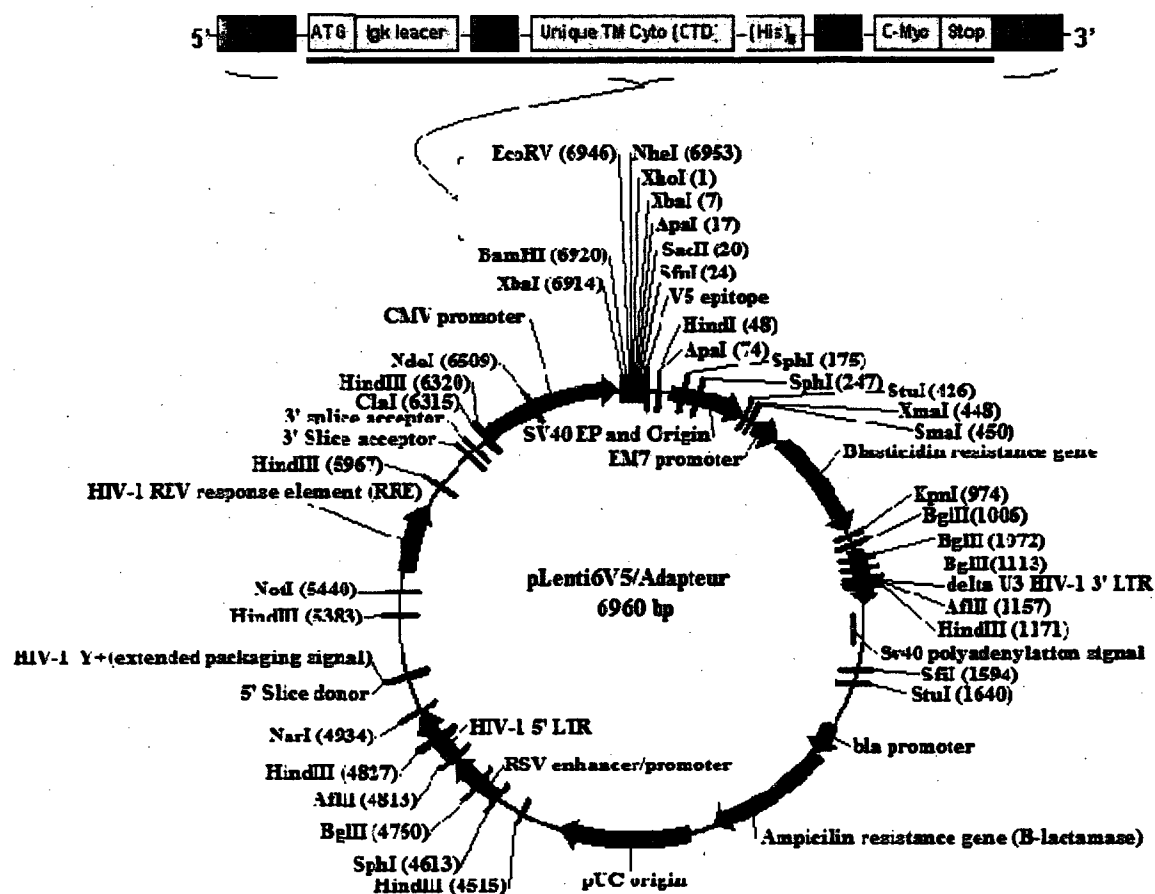 5' ATG Igk leacer Unique TM Cyto (CTD) (His)6 C-Myc Stop 3'
EcoRV (6946)
NheI (6953)
XhoI (1)
XbaI (7)
ApaI (17)
SacII (20)
BamHI (6920)
SfuI (24)
XbaI (6914)
V5 epitope
CMV promoter
HindI (48)
ApaI (74)
NdeI (6509)
SphI (175)
HindIII (6320)
SphI (247)
ClaI (6315)
StuI (426)
3' splice acceptor
XmaI (448)
3' Slice acceptor
SV40 EP and Origin
SmaI (450)
EM7 promoter
HindIII (5967)
Blasticidin resistance gene
HIV-1 REV response element (RRE)
KpnI (974)
BglII (1006)
BglII (1072)
BglII (1113)
pLenti6V5/Adapteur
6960 bp
delta U3 HIV-1 3' LTR
NotI (5440)
AflII (1157)
HindIII (5383)
HindIII (1171)
HIV-1 Y+(extended packaging signal)
Sv40 polyadenylation signal
5' Slice donor
SfiI (1594)
StuI (1640)
NarI (4934)
HIV-1 5' LTR
bla promoter
HindIII (4827)
RSV enhancer/promoter
AflII (4813)
BglII (4750)
Ampicilin resistance gene (B-lactamase)
SphI (4613)
HindIII (4515)
pUC origin